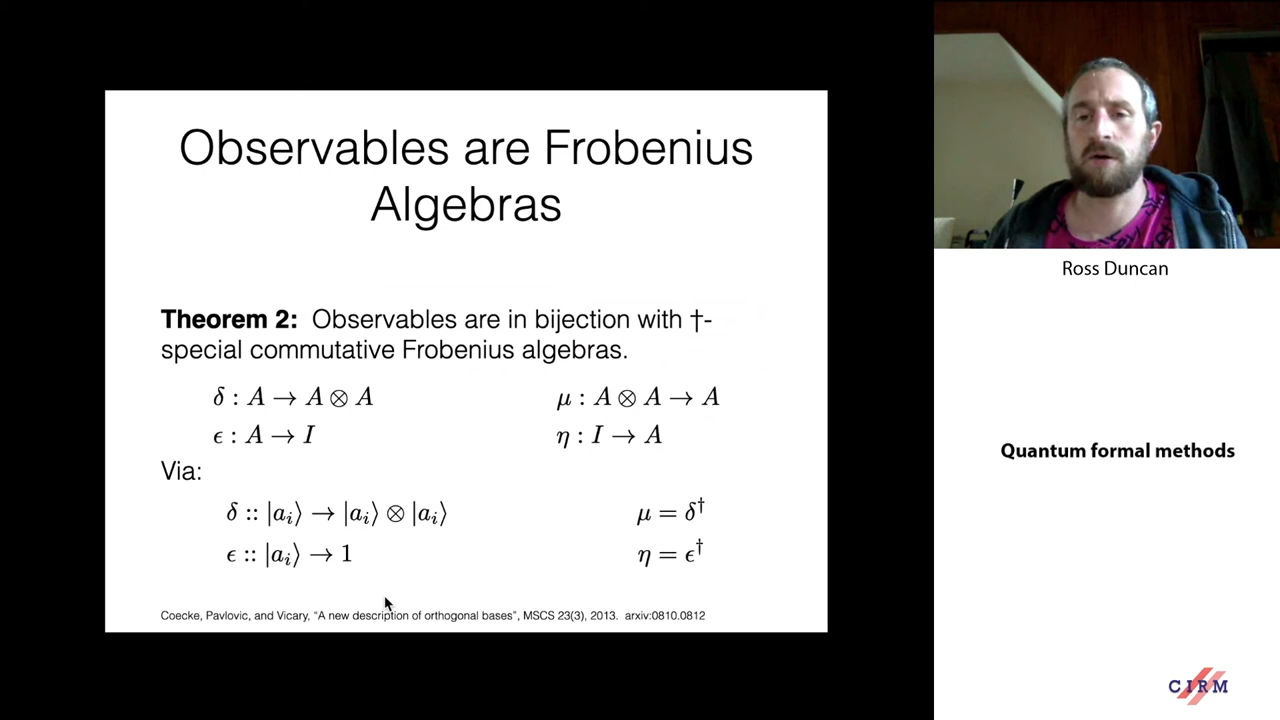 Observables are Frobenius
Algebras
Theorem 2: Observables are in bijection with †-
special commutative Frobenius algebras.
δ : A → A ⊗ A
μ : A ⊗ A → A
ϵ : A → I
η : I → A
Via:
δ :: |aᵢ⟩ → |aᵢ⟩ ⊗ |aᵢ⟩
μ = δ†
ϵ :: |aᵢ⟩ → 1
η = ϵ†
Coecke, Pavlovic, and Vicary, “A new description of orthogonal bases”, MSCS 23(3), 2013. arxiv:0810.0812
Ross Duncan
Quantum formal methods
CIRM